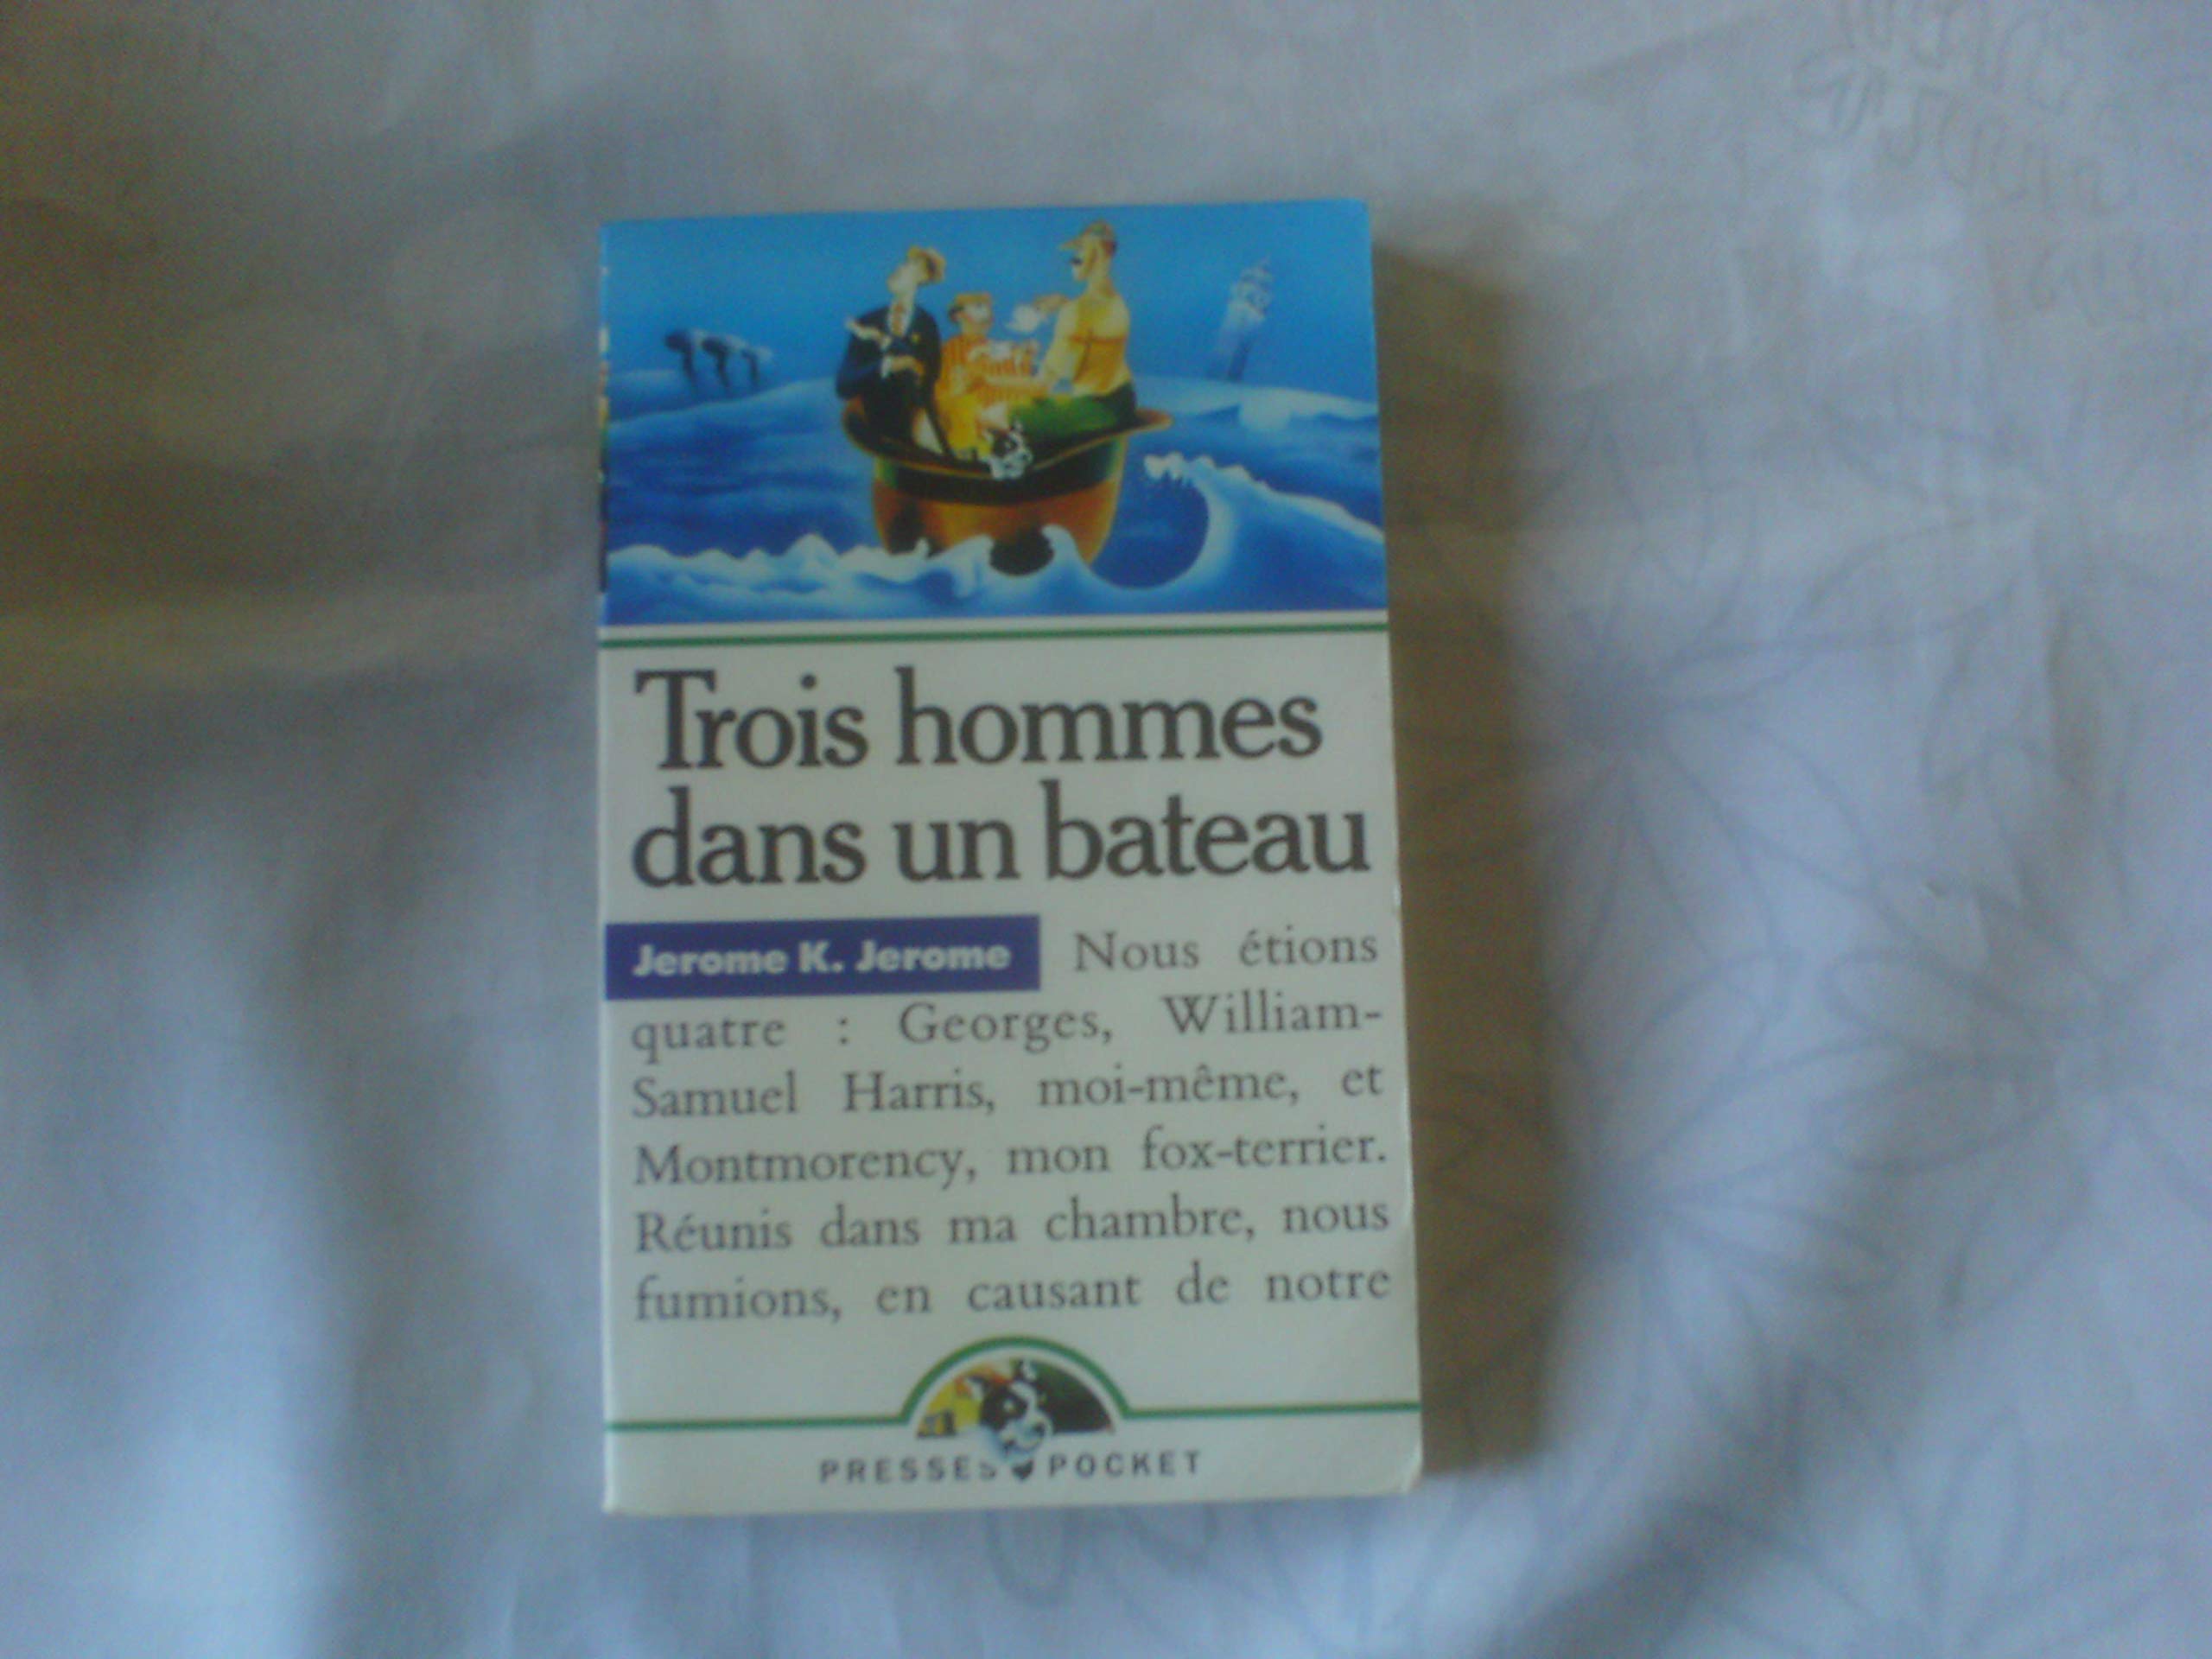 Trois hommes
dans un bateau
Jerome K. Jerome Nous étions
quatre : Georges, William-
Samuel Harris, moi-même, et
Montmorency, mon fox-terrier.
Réunis dans ma chambre, nous
fumions, en causant de notre
PRESSES POCKET